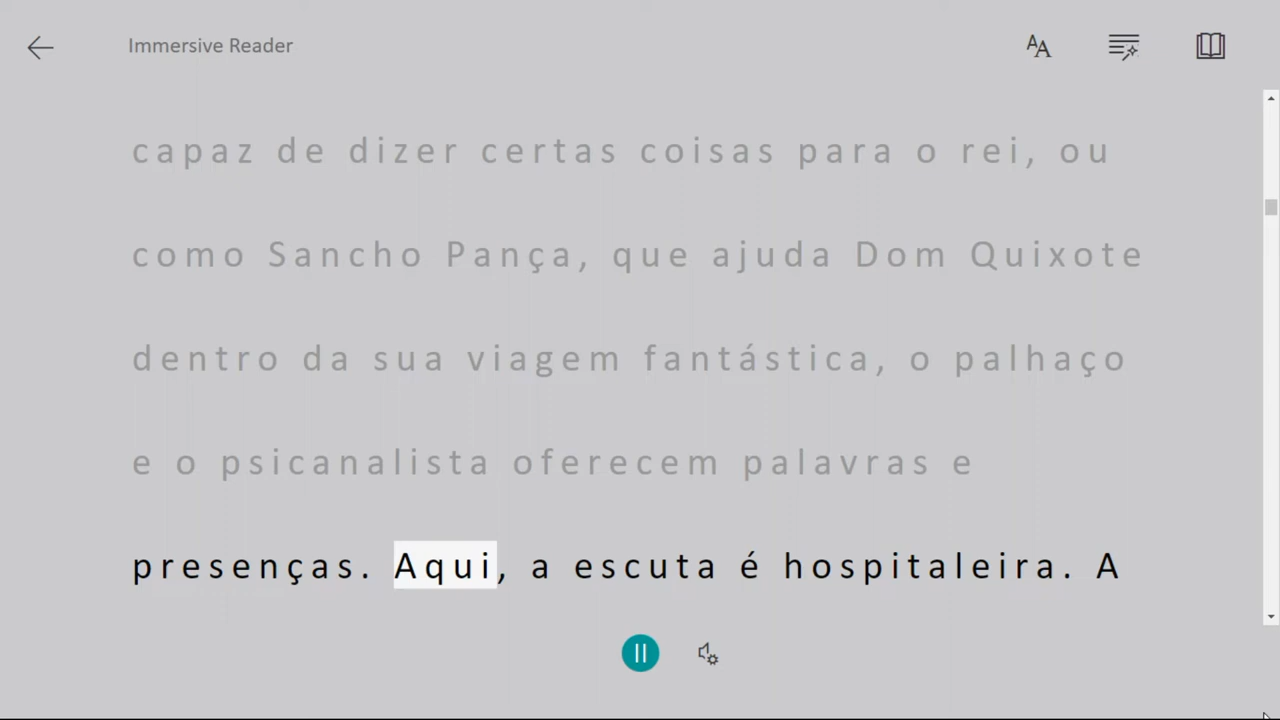 Immersive Reader
capaz de dizer certas coisas para o rei, ou
como Sancho Pança, que ajuda Dom Quixote
dentro da sua viagem fantástica, o palhaço
e o psicanalista oferecem palavras e
presenças. Aqui, a escuta é hospitaleira. A